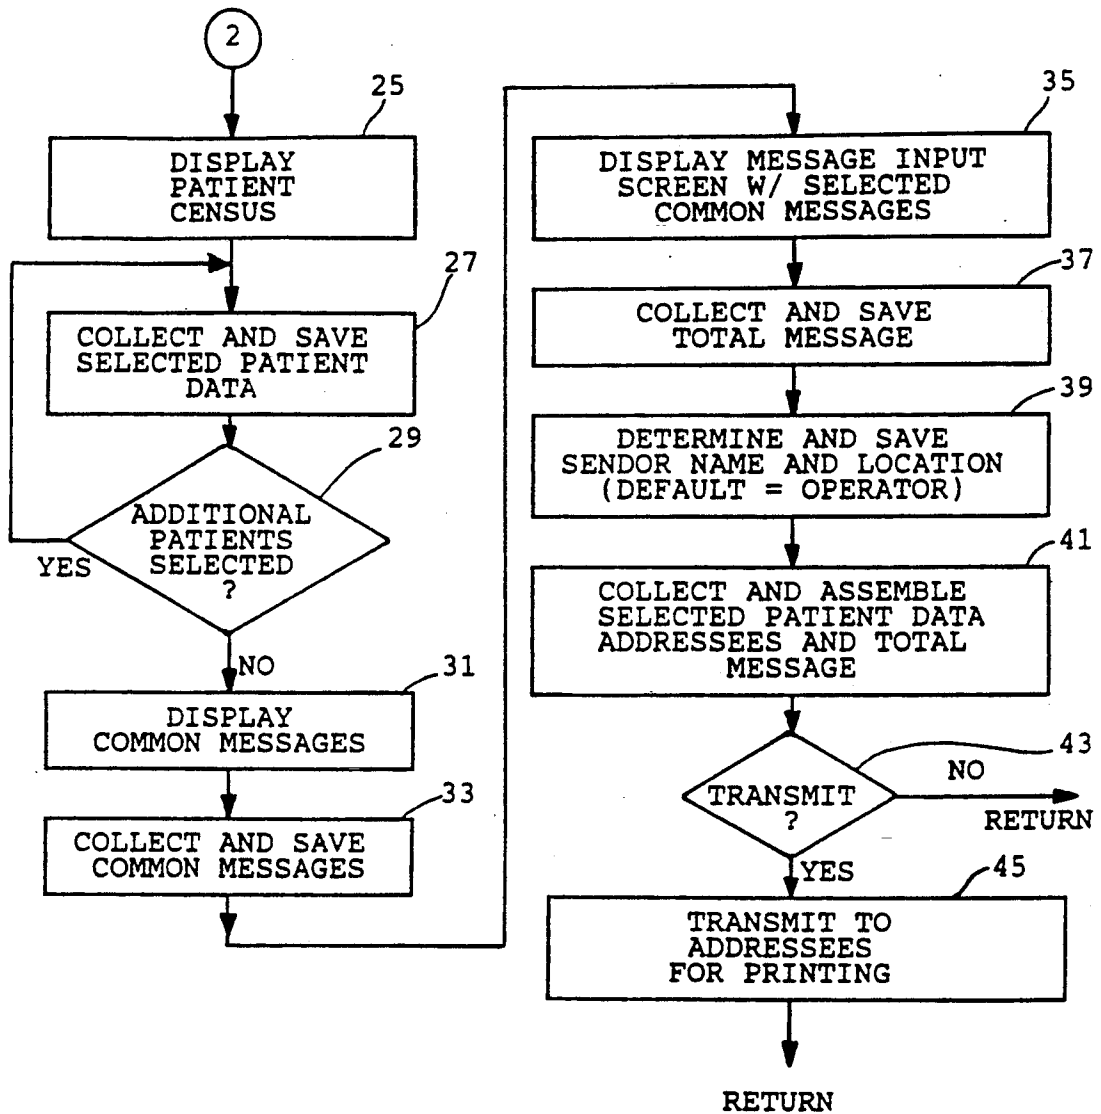 2
25
DISPLAY
PATIENT
CENSUS
27
COLLECT AND SAVE
SELECTED PATIENT
DATA
29
ADDITIONAL
PATIENTS
SELECTED
?
YES
NO
31
DISPLAY
COMMON MESSAGES
33
COLLECT AND SAVE
COMMON MESSAGES
35
DISPLAY MESSAGE INPUT
SCREEN W/ SELECTED
COMMON MESSAGES
37
COLLECT AND SAVE
TOTAL MESSAGE
39
DETERMINE AND SAVE
SENDOR NAME AND LOCATION
(DEFAULT = OPERATOR)
41
COLLECT AND ASSEMBLE
SELECTED PATIENT DATA
ADDRESSEES AND TOTAL
MESSAGE
43
TRANSMIT
?
NO
RETURN
YES
45
TRANSMIT TO
ADDRESSEES
FOR PRINTING
RETURN